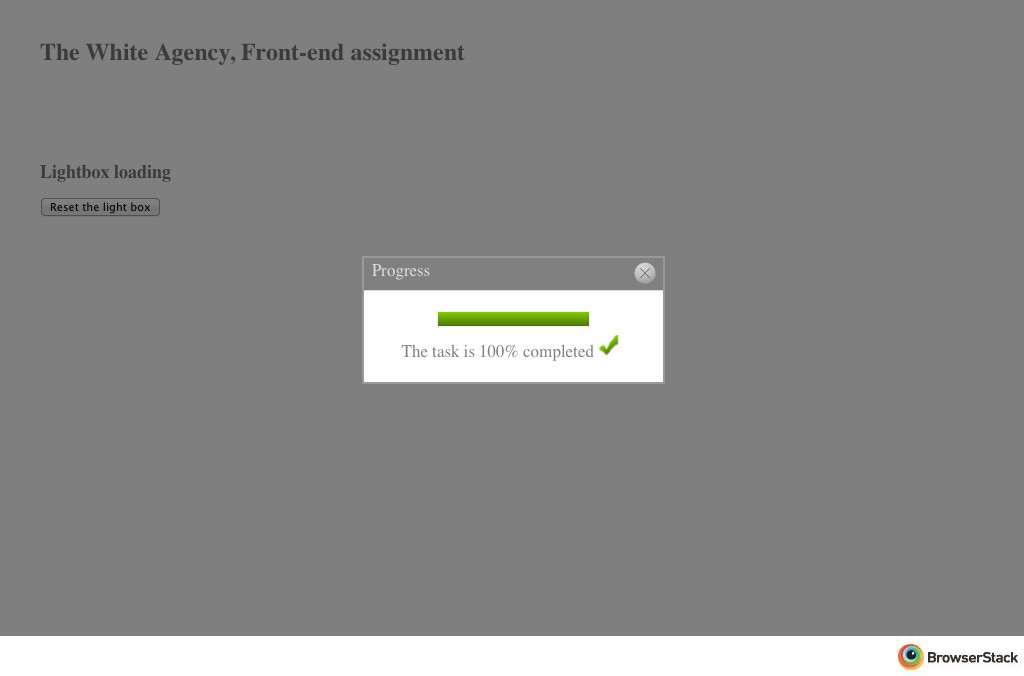 The White Agency, Front-end assignment
Lightbox loading
Reset the light box
Progress
The task is 100% completed
BrowserStack